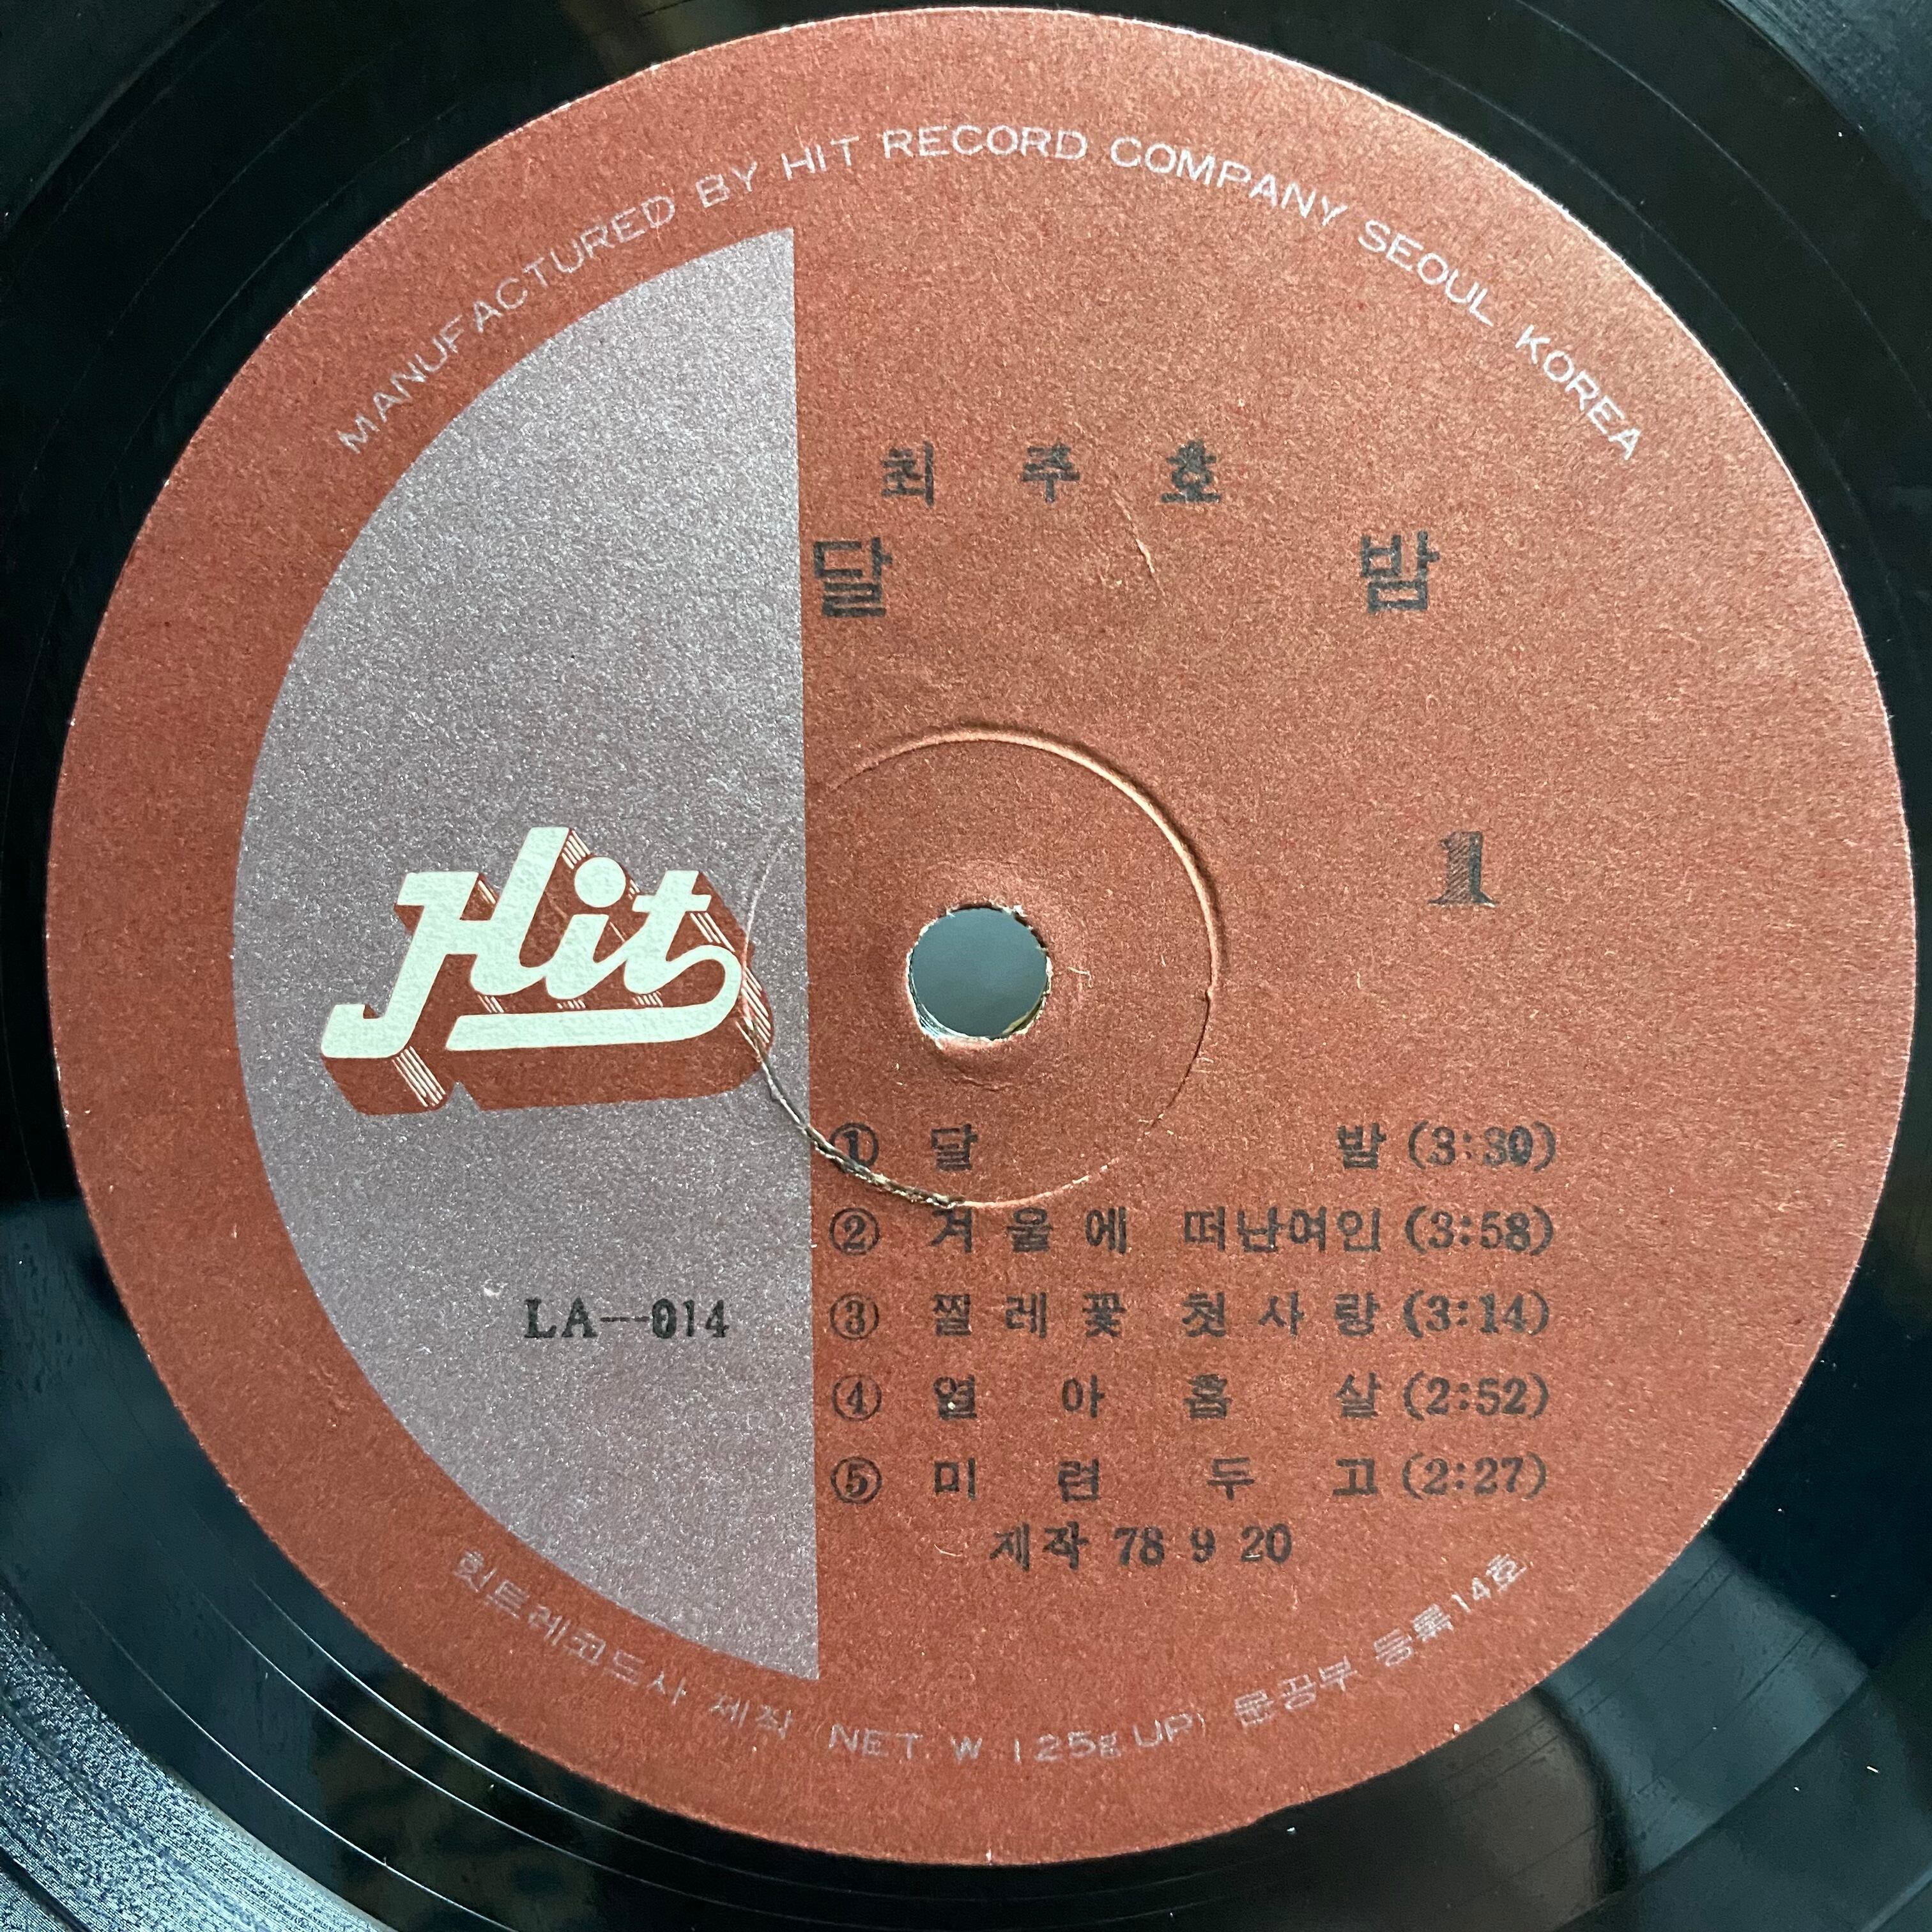 MANUFACTURED BY HIT RECORD COMPANY SEOUL KOREA
최 주 호
달 밤
1
Hit
① 달 밤 (3:30)
② 겨 울 에 떠난여인 (3:58)
LA—014
③ 찔 레 꽃 첫 사 랑 (3:14)
④ 열 아 홉 살 (2:52)
⑤ 미 련 두 고 (2:27)
제작 78 9 20
힛트레코드사 제작 (NET W 125g UP) 문공부 등록14호